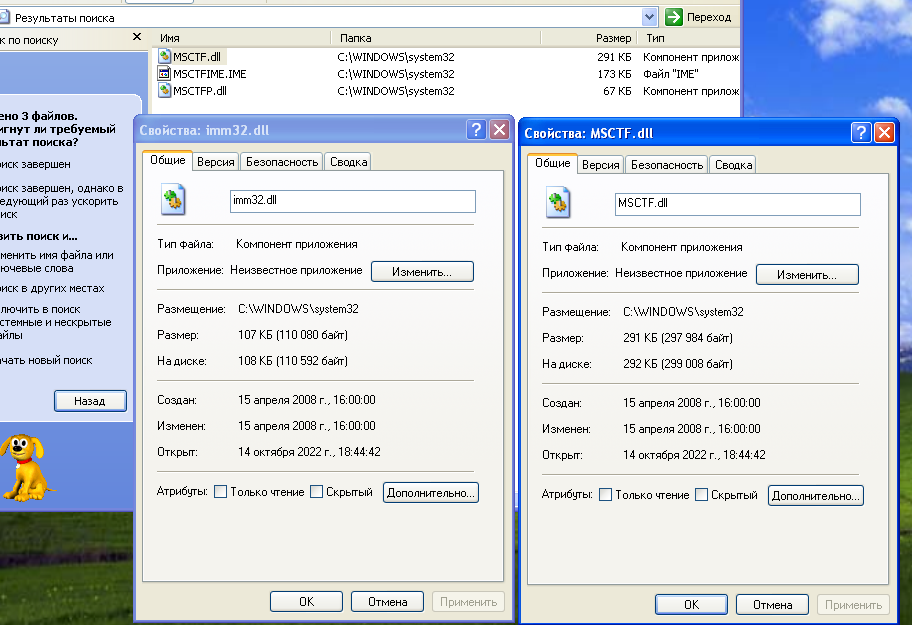 Результаты поиска
Переход
к по поиску
Имя Папка Размер Тип
MSCTF.dll C:\WINDOWS\system32 291 КБ Компонент прилож
MSCTFIME.IME C:\WINDOWS\system32 173 КБ Файл "IME"
MSCTFP.dll C:\WINDOWS\system32 67 КБ Компонент прилож
ено 3 файлов.
игнут ли требуемый
льтат поиска?
иск завершен
иск завершен, однако в
едующий раз ускорить
иск
вить поиск и...
менить имя файла или
ючевые слова
иск в других местах
лючить в поиск
стемные и нескрытые
айлы
ачать новый поиск
Назад
Свойства: imm32.dll
Общие Версия Безопасность Сводка
imm32.dll
Тип файла: Компонент приложения
Приложение: Неизвестное приложение Изменить...
Размещение: C:\WINDOWS\system32
Размер: 107 КБ (110 080 байт)
На диске: 108 КБ (110 592 байт)
Создан: 15 апреля 2008 г., 16:00:00
Изменен: 15 апреля 2008 г., 16:00:00
Открыт: 14 октября 2022 г., 18:44:42
Атрибуты: Только чтение Скрытый Дополнительно...
ОК Отмена Применить
Свойства: MSCTF.dll
Общие Версия Безопасность Сводка
MSCTF.dll
Тип файла: Компонент приложения
Приложение: Неизвестное приложение Изменить...
Размещение: C:\WINDOWS\system32
Размер: 291 КБ (297 984 байт)
На диске: 292 КБ (299 008 байт)
Создан: 15 апреля 2008 г., 16:00:00
Изменен: 15 апреля 2008 г., 16:00:00
Открыт: 14 октября 2022 г., 18:44:42
Атрибуты: Только чтение Скрытый Дополнительно...
ОК Отмена Применить